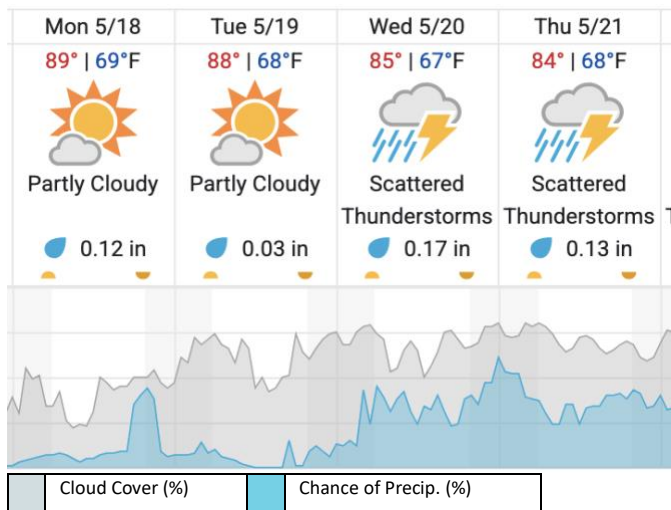 Mon 5/18
Tue 5/19
Wed 5/20
Thu 5/21
89° | 69°F
88° | 68°F
85° | 67°F
84° | 68°F
Partly Cloudy
Partly Cloudy
Scattered
Thunderstorms
Scattered
Thunderstorms
0.12 in
0.03 in
0.17 in
0.13 in
Cloud Cover (%)
Chance of Precip. (%)